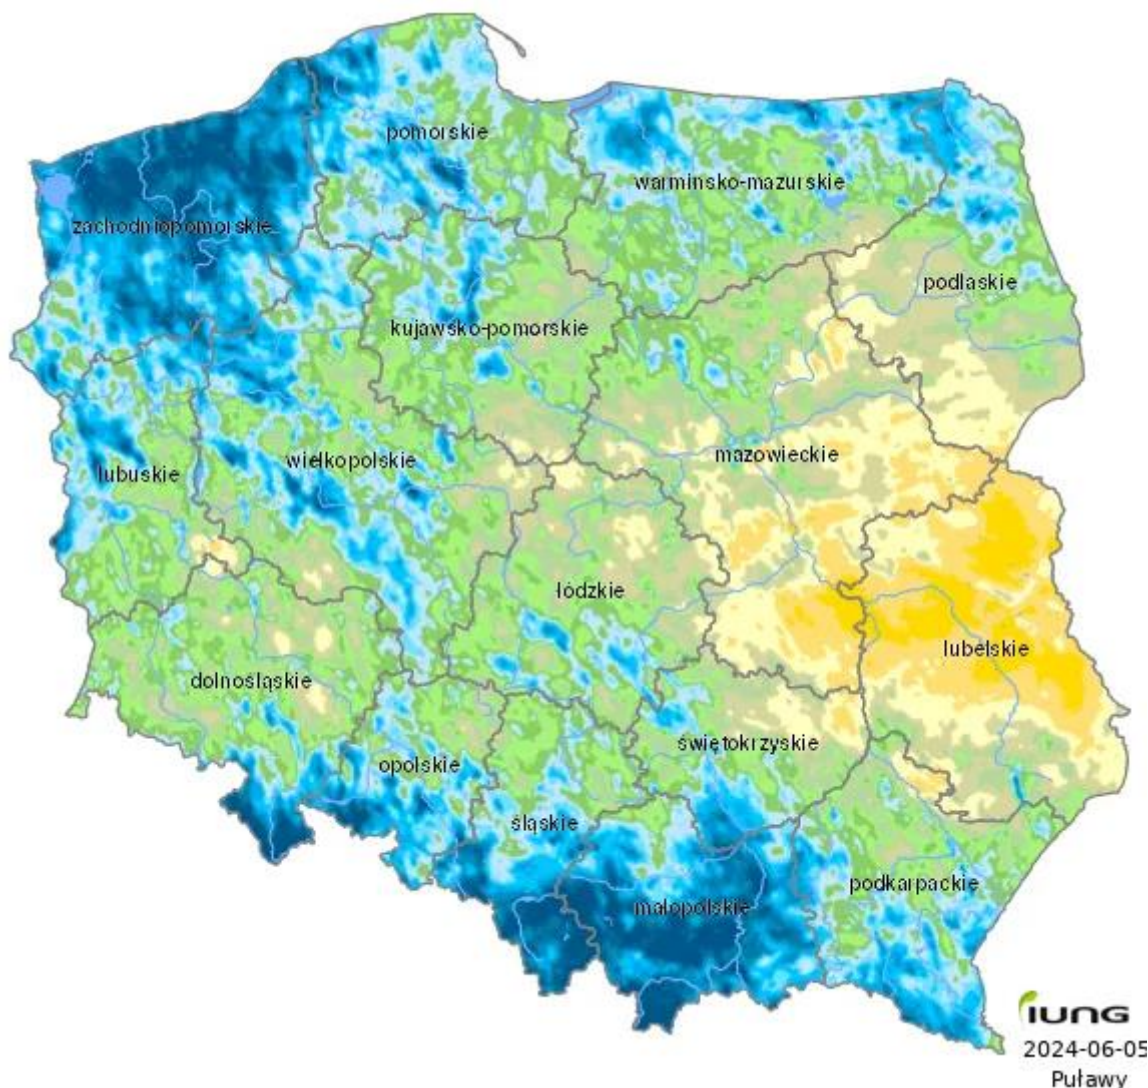 pomorskie
warminsko-mazurskie
zachodniopomorskie
podlaskie
kujawsko-pomorskie
mazowieckie
wielkopolskie
lubuskie
łódzkie
lubelskie
dolnośląskie
świętokrzyskie
opolskie
śląskie
podkarpackie
małopolskie
IUNG
2024-06-05
Puławy